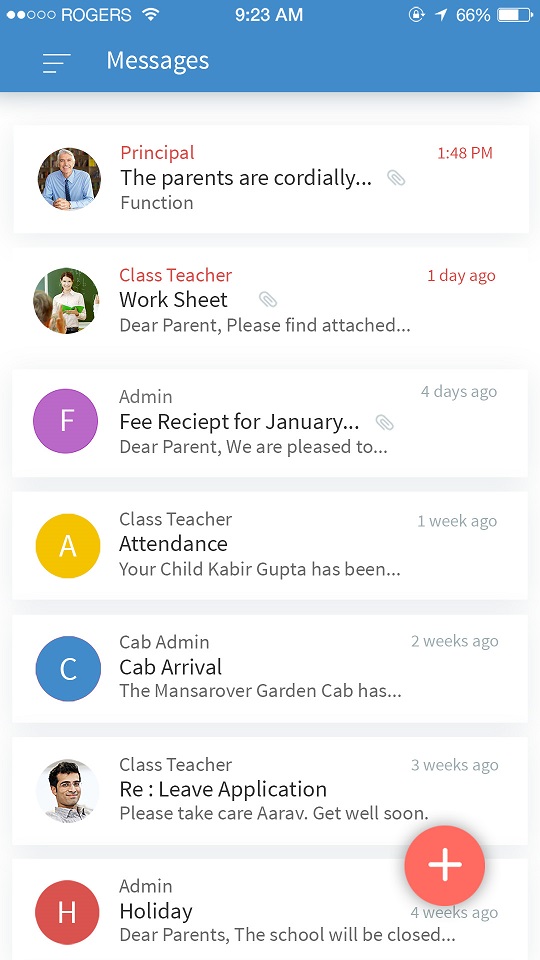 ROGERS 9:23 AM 66%
Messages
Principal 1:48 PM
The parents are cordially...
Function
Class Teacher 1 day ago
Work Sheet
Dear Parent, Please find attached...
4 days ago
Admin
F Fee Reciept for January...
Dear Parent, We are pleased to...
Class Teacher 1 week ago
A Attendance
Your Child Kabir Gupta has been...
Cab Admin 2 weeks ago
C Cab Arrival
The Mansarover Garden Cab has...
Class Teacher 3 weeks ago
Re : Leave Application
Please take care Aarav. Get well soon.
+
Admin
H Holiday 4 weeks ago
Dear Parents, The school will be closed...